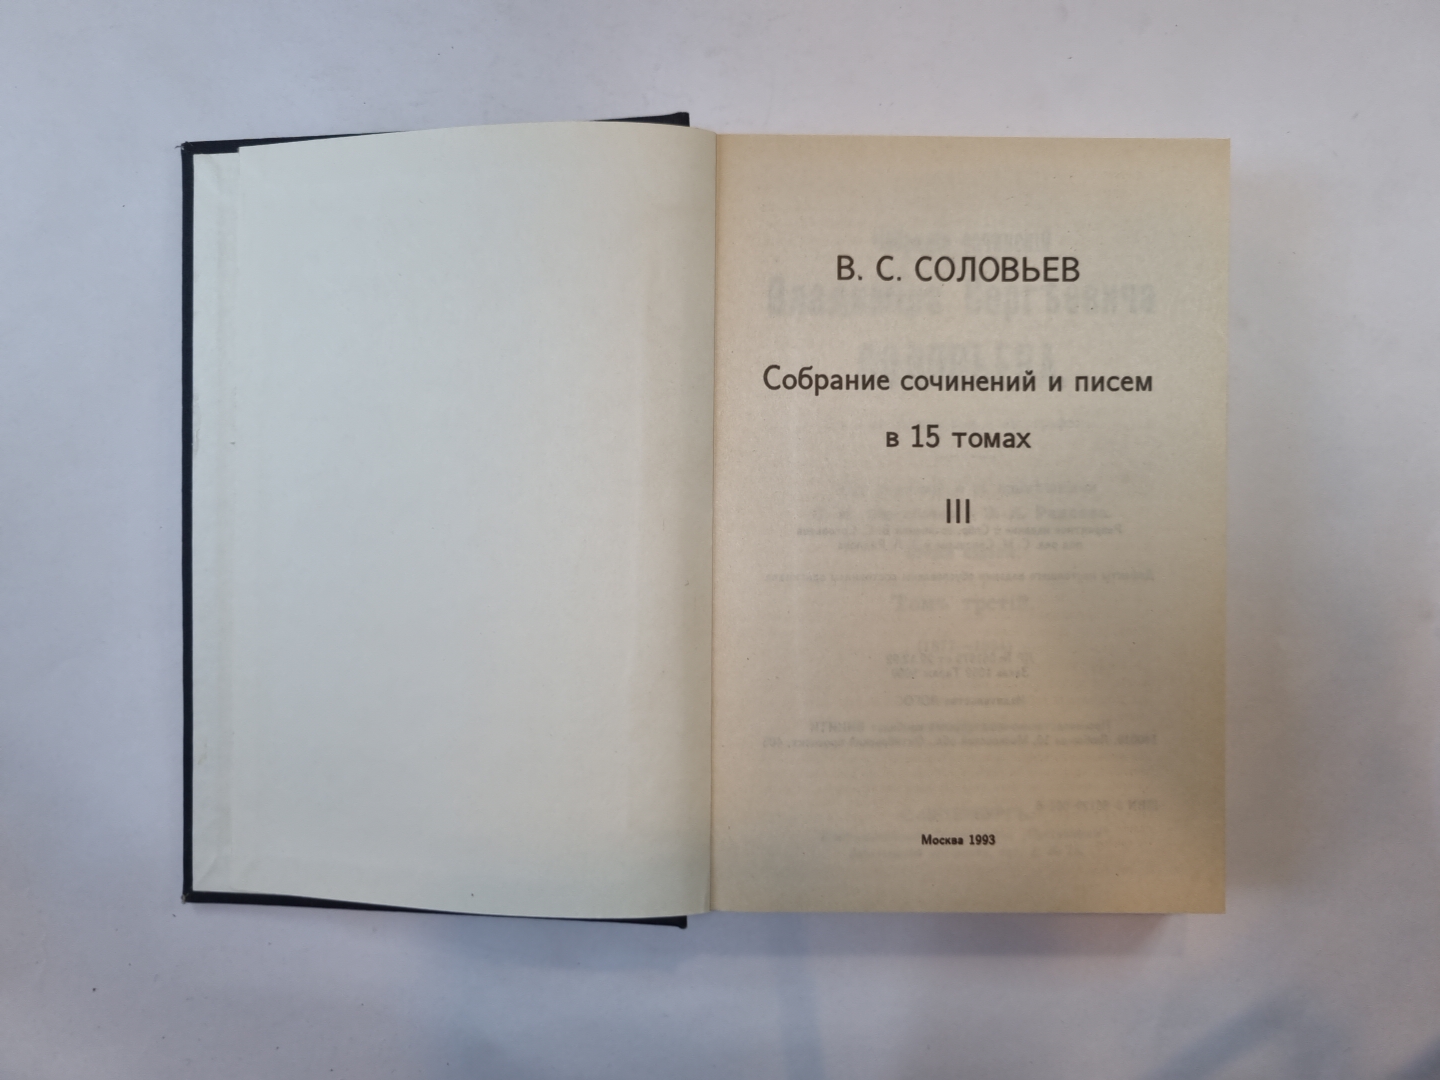 В. С. СОЛОВЬЕВ
Собрание сочинений и писем
в 15 томах
III
Москва 1993